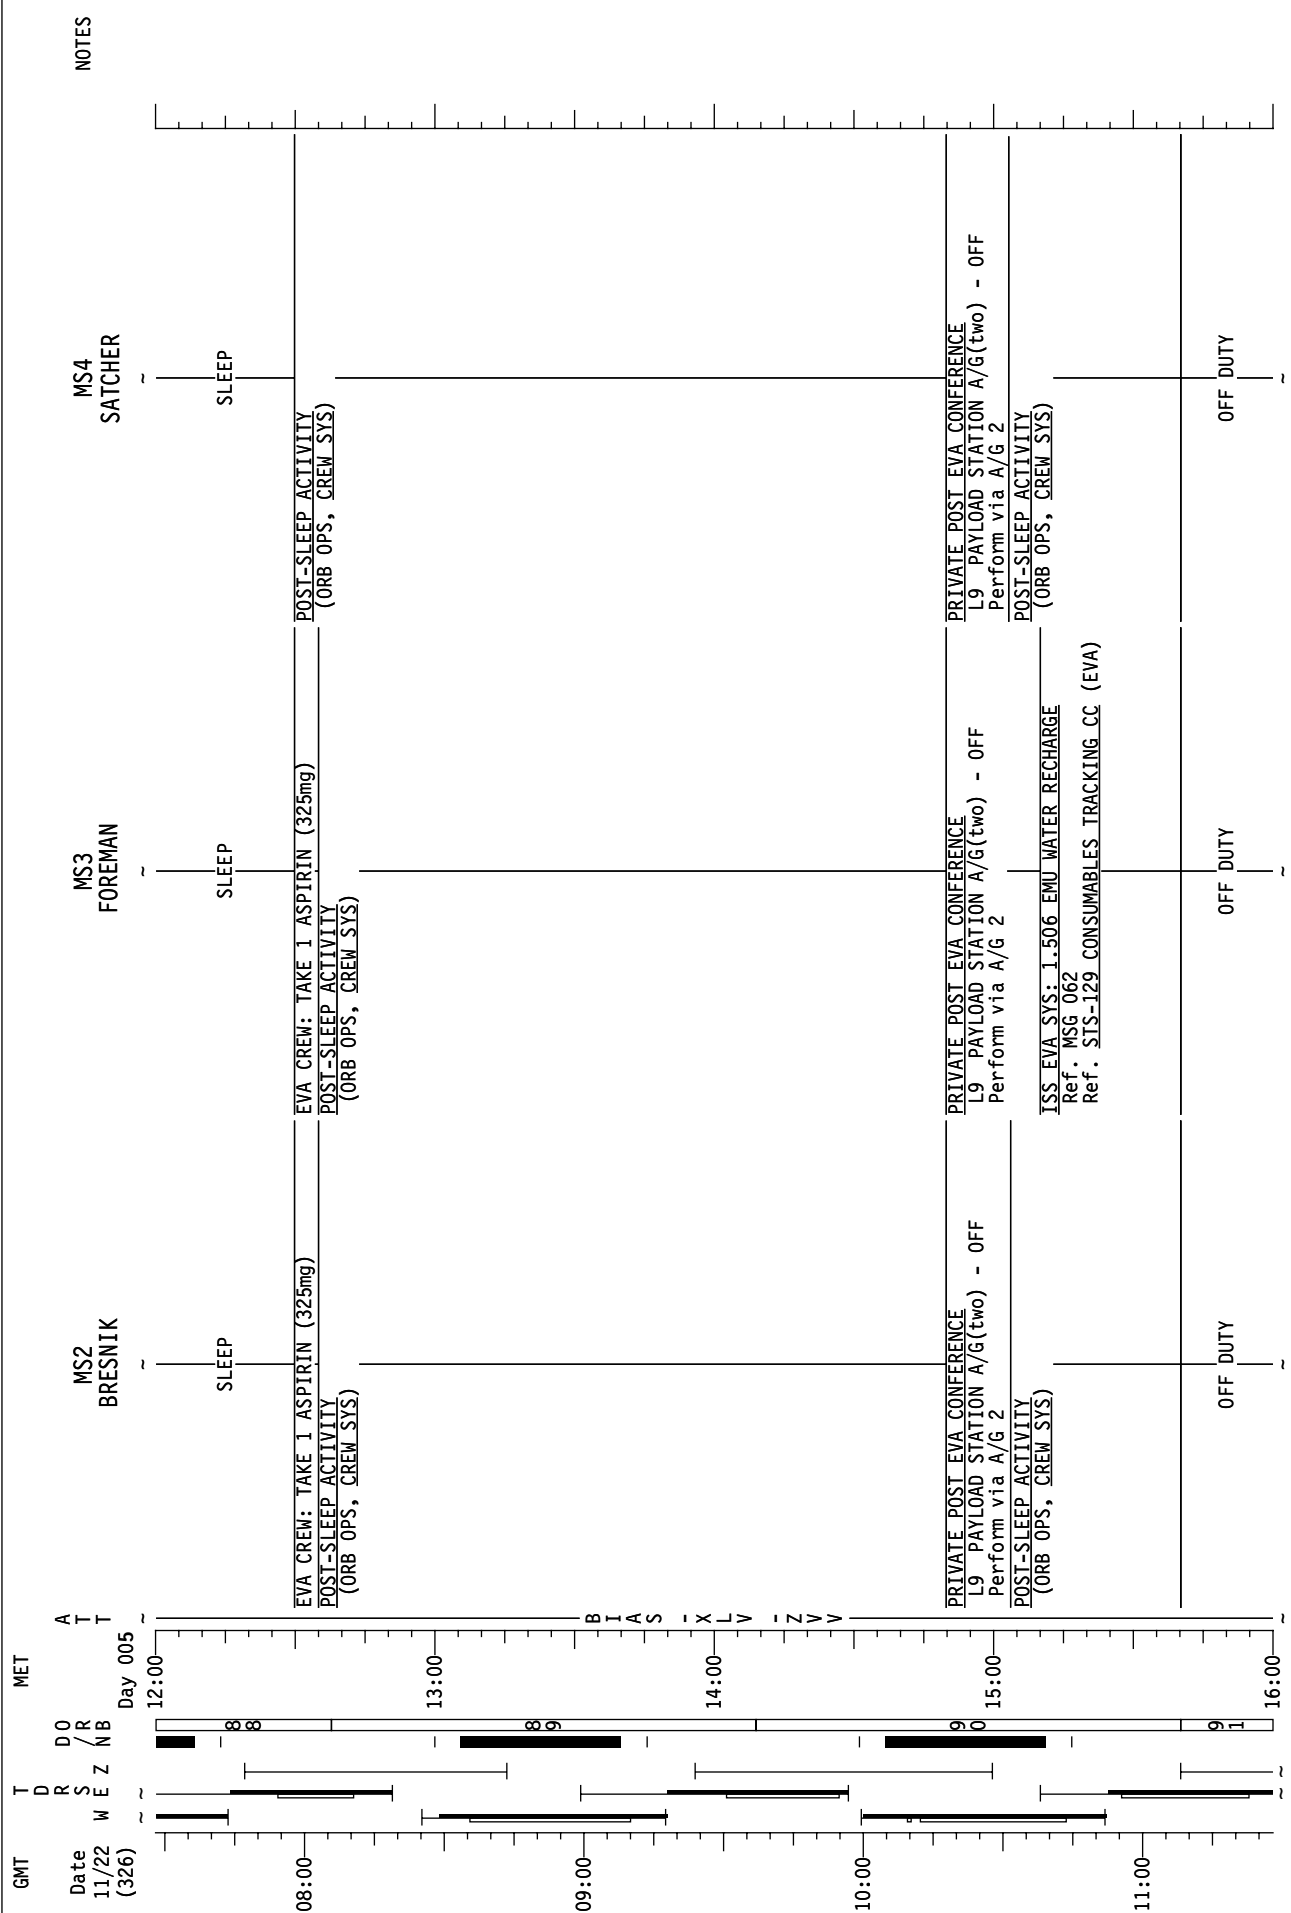 GMT
Date
11/22
(326)
08:00
09:00
10:00
11:00
T
D
R
S
W E Z
D O
/ R
N B
88
89
90
91
MET
Day 005
12:00
13:00
14:00
15:00
16:00
A
T
T
~
BIAS -XLV -ZVV
~
MS2
BRESNIK
~
SLEEP
EVA CREW: TAKE 1 ASPIRIN (325mg)
POST-SLEEP ACTIVITY
(ORB OPS, CREW SYS)
PRIVATE POST EVA CONFERENCE
L9 PAYLOAD STATION A/G(two) - OFF
Perform via A/G 2
POST-SLEEP ACTIVITY
(ORB OPS, CREW SYS)
OFF DUTY
~
MS3
FOREMAN
~
SLEEP
EVA CREW: TAKE 1 ASPIRIN (325mg)
POST-SLEEP ACTIVITY
(ORB OPS, CREW SYS)
PRIVATE POST EVA CONFERENCE
L9 PAYLOAD STATION A/G(two) - OFF
Perform via A/G 2
ISS EVA SYS: 1.506 EMU WATER RECHARGE
Ref. MSG 062
Ref. STS-129 CONSUMABLES TRACKING CC (EVA)
OFF DUTY
~
MS4
SATCHER
~
SLEEP
POST-SLEEP ACTIVITY
(ORB OPS, CREW SYS)
PRIVATE POST EVA CONFERENCE
L9 PAYLOAD STATION A/G(two) - OFF
Perform via A/G 2
POST-SLEEP ACTIVITY
(ORB OPS, CREW SYS)
OFF DUTY
~
NOTES